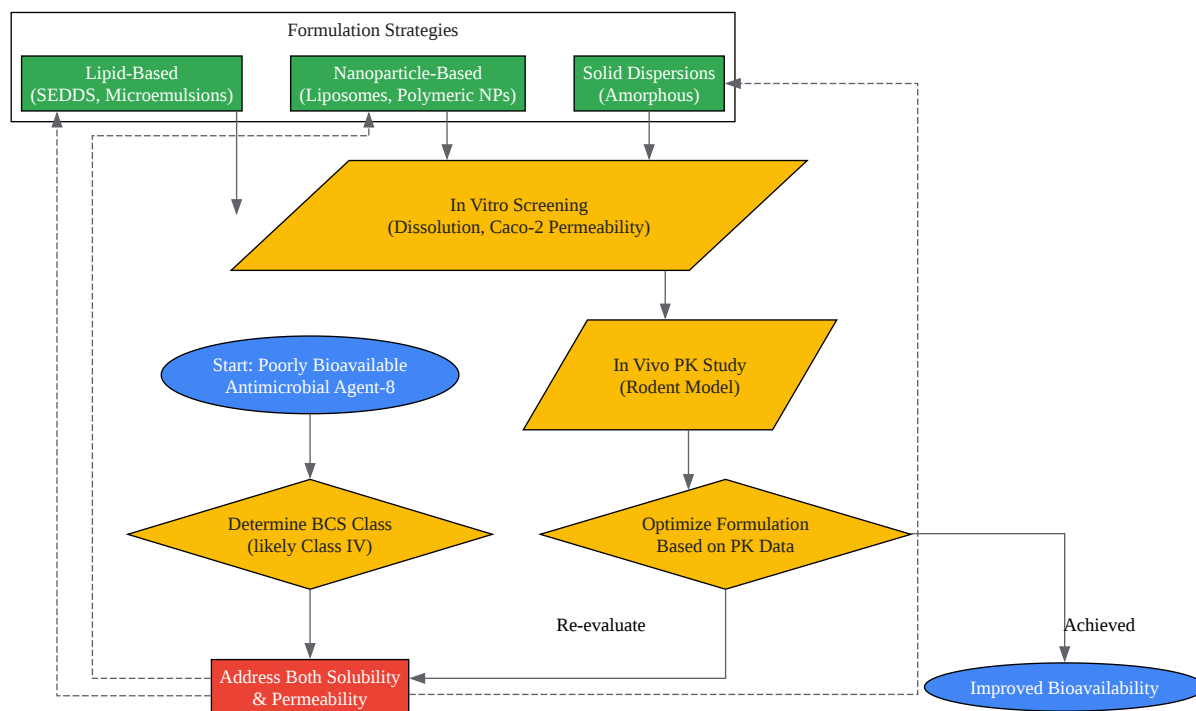 Formulation Strategies
Lipid-Based
(SEDDS, Microemulsions)
Nanoparticle-Based
(Liposomes, Polymeric NPs)
Solid Dispersions
(Amorphous)
In Vitro Screening
(Dissolution, Caco-2 Permeability)
Start: Poorly Bioavailable
Antimicrobial Agent-8
In Vivo PK Study
(Rodent Model)
Determine BCS Class
(likely Class IV)
Optimize Formulation
Based on PK Data
Re-evaluate
Achieved
Address Both Solubility
& Permeability
Improved Bioavailability